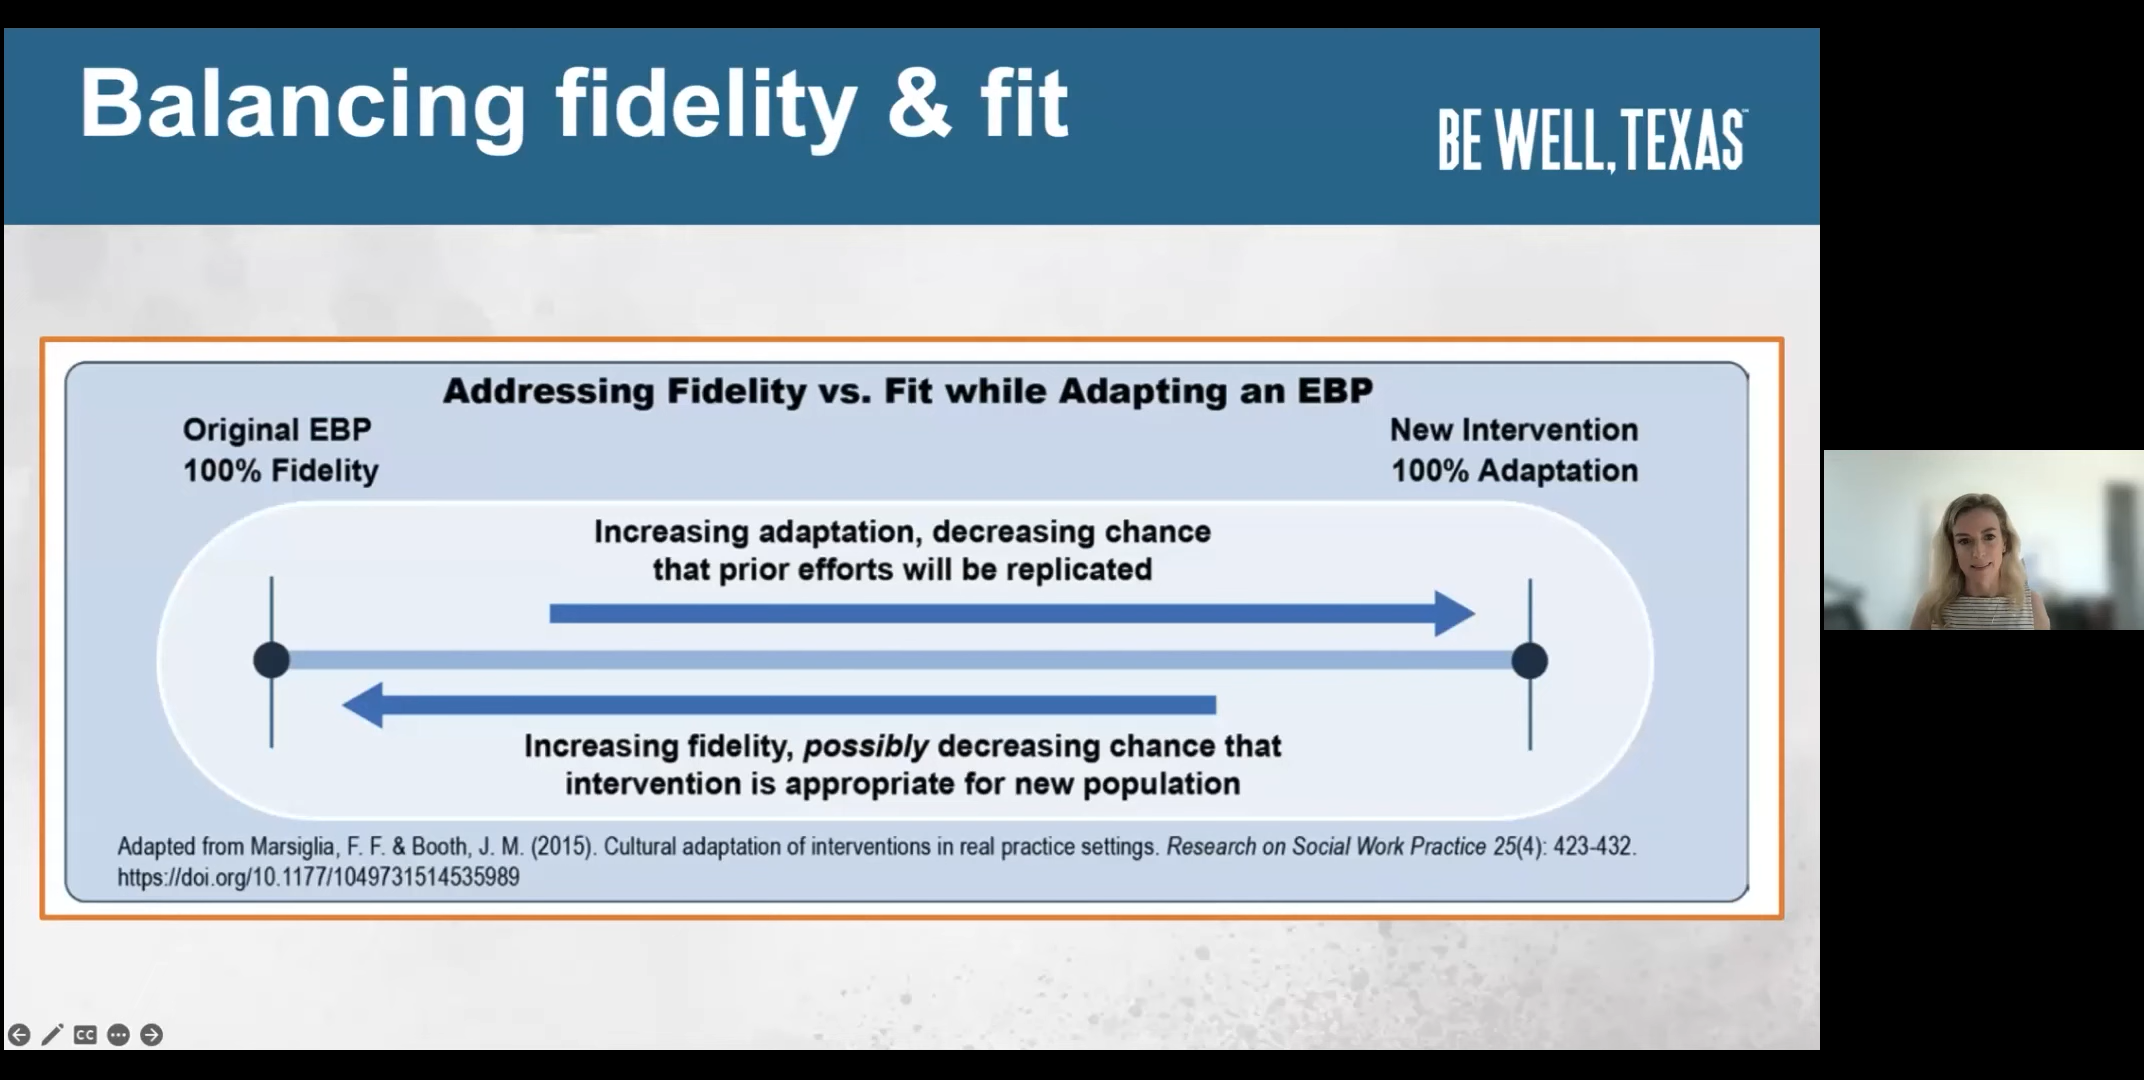 Balancing fidelity & fit
BE WELL, TEXAS™
Addressing Fidelity vs. Fit while Adapting an EBP
Original EBP
100% Fidelity
New Intervention
100% Adaptation
Increasing adaptation, decreasing chance
that prior efforts will be replicated
Increasing fidelity, possibly decreasing chance that
intervention is appropriate for new population
Adapted from Marsiglia, F. F. & Booth, J. M. (2015). Cultural adaptation of interventions in real practice settings. Research on Social Work Practice 25(4): 423-432.
https://doi.org/10.1177/1049731514535989
CC